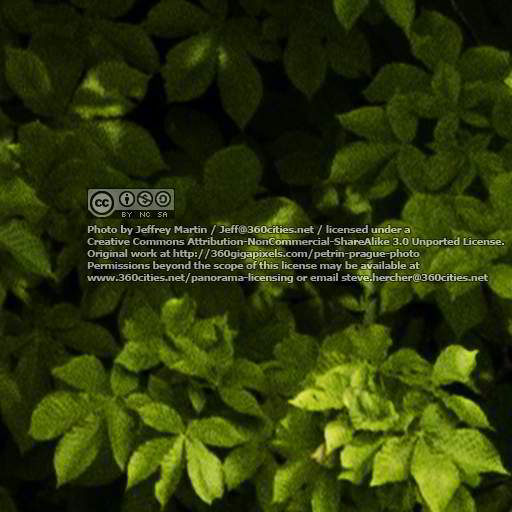 cc BY NC SA
Photo by Jeffrey Martin / Jeff@360cities.net / licensed under a
Creative Commons Attribution-NonCommercial-ShareAlike 3.0 Unported License.
Original work at http://360gigapixels.com/petrin-prague-photo
Permissions beyond the scope of this license may be available at
www.360cities.net/panorama-licensing or email steve.hercher@360cities.net